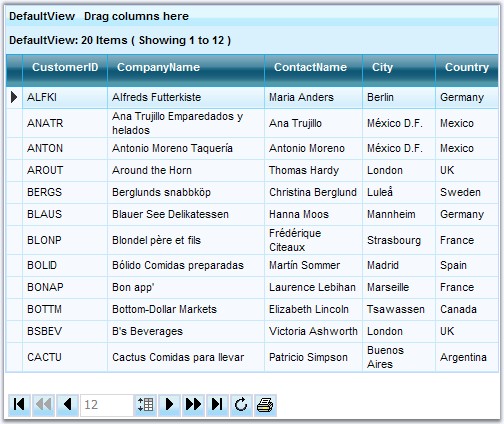 DefaultView Drag columns here
DefaultView: 20 Items ( Showing 1 to 12 )
CustomerID CompanyName ContactName City Country
ALFKI Alfreds Futterkiste Maria Anders Berlin Germany
ANATR Ana Trujillo Emparedados y helados Ana Trujillo México D.F. Mexico
ANTON Antonio Moreno Taquería Antonio Moreno México D.F. Mexico
AROUT Around the Horn Thomas Hardy London UK
BERGS Berglunds snabbköp Christina Berglund Luleå Sweden
BLAUS Blauer See Delikatessen Hanna Moos Mannheim Germany
BLONP Blondel père et fils Frédérique Citeaux Strasbourg France
BOLID Bólido Comidas preparadas Martín Sommer Madrid Spain
BONAP Bon app' Laurence Lebihan Marseille France
BOTTM Bottom-Dollar Markets Elizabeth Lincoln Tsawassen Canada
BSBEV B's Beverages Victoria Ashworth London UK
CACTU Cactus Comidas para llevar Patricio Simpson Buenos Aires Argentina
12